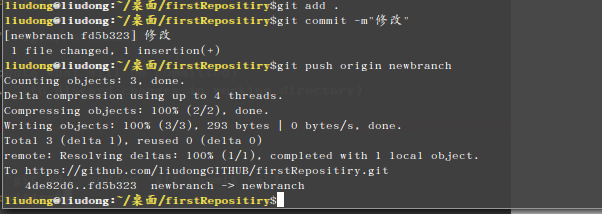 liudong@liudong:~/桌面/firstRepositiry$git add .
liudong@liudong:~/桌面/firstRepositiry$git commit -m"修改"
[newbranch fd5b323] 修改
 1 file changed, 1 insertion(+)
liudong@liudong:~/桌面/firstRepositiry$git push origin newbranch
Counting objects: 3, done.
Delta compression using up to 4 threads.
Compressing objects: 100% (2/2), done.
Writing objects: 100% (3/3), 293 bytes | 0 bytes/s, done.
Total 3 (delta 1), reused 0 (delta 0)
remote: Resolving deltas: 100% (1/1), completed with 1 local object.
To https://github.com/liudongGITHUB/firstRepositiry.git
   4de82d6..fd5b323  newbranch -> newbranch
liudong@liudong:~/桌面/firstRepositiry$